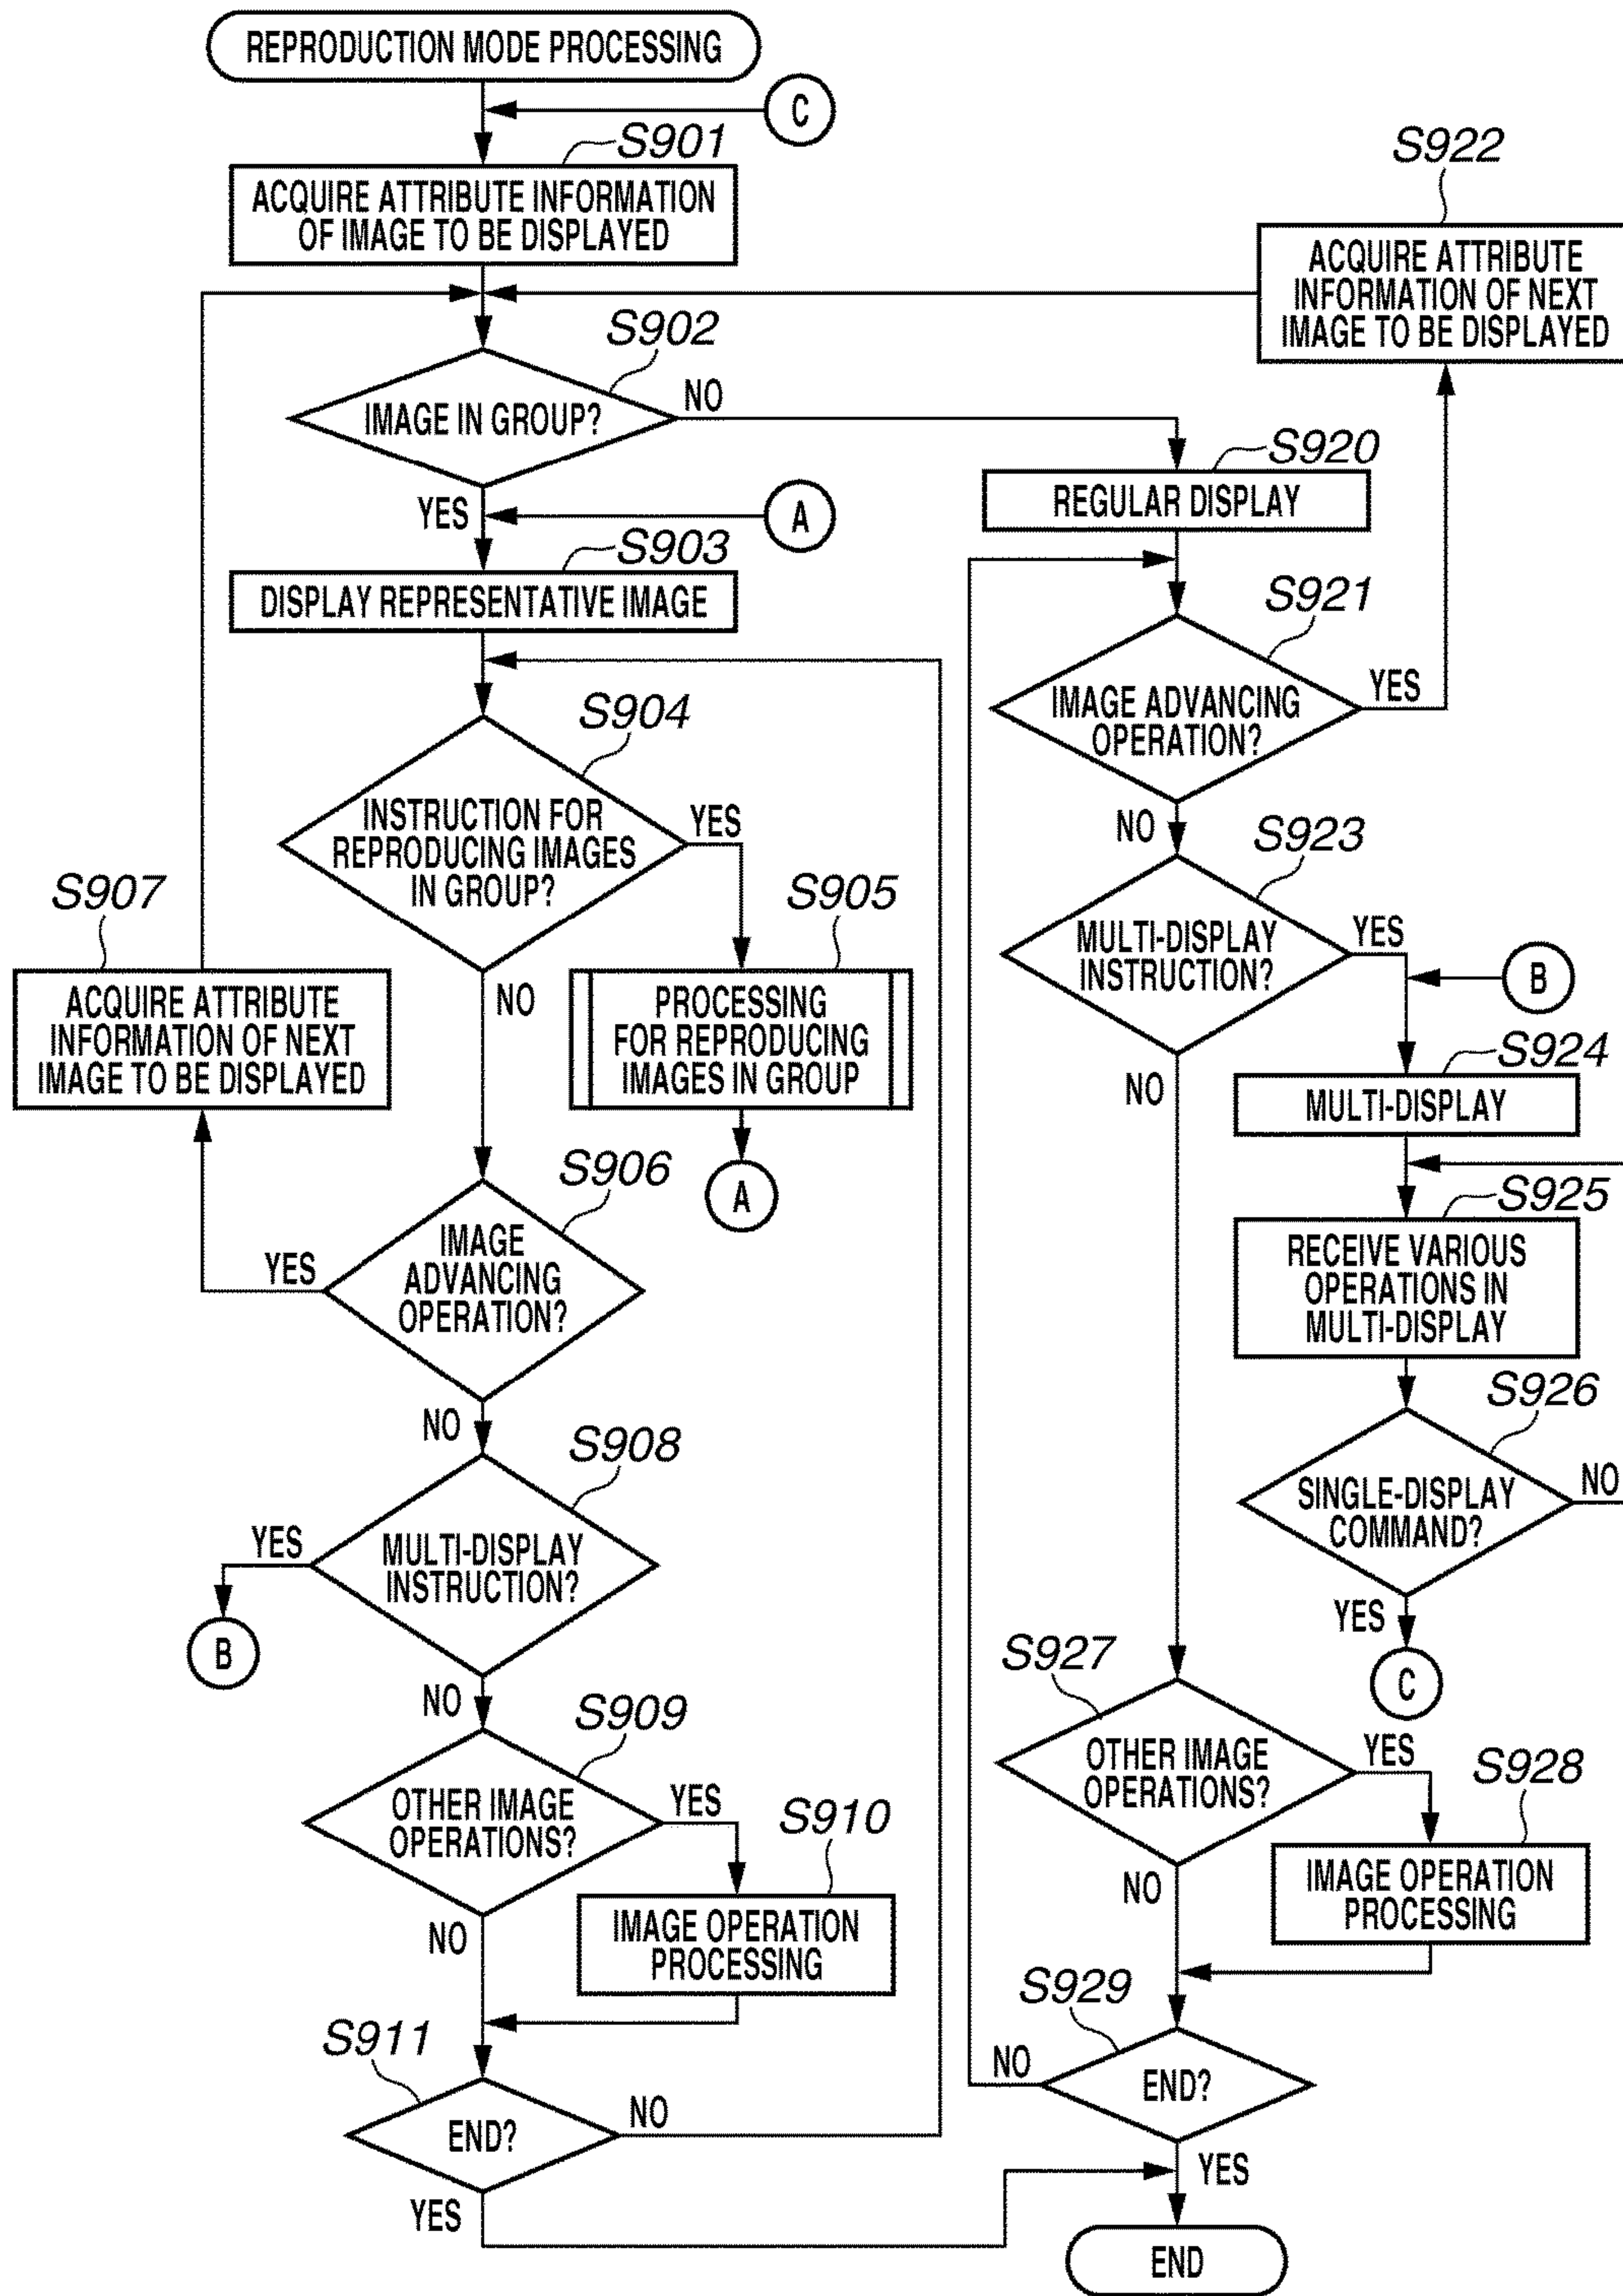 REPRODUCTION MODE PROCESSING
C
S901
ACQUIRE ATTRIBUTE INFORMATION
OF IMAGE TO BE DISPLAYED
S902
IMAGE IN GROUP?
NO
YES
A
S903
DISPLAY REPRESENTATIVE IMAGE
S904
INSTRUCTION FOR
REPRODUCING IMAGES
IN GROUP?
YES
NO
S905
PROCESSING
FOR REPRODUCING
IMAGES IN GROUP
A
S907
ACQUIRE ATTRIBUTE
INFORMATION OF NEXT
IMAGE TO BE DISPLAYED
S906
IMAGE
ADVANCING
OPERATION?
YES
NO
S908
MULTI-DISPLAY
INSTRUCTION?
YES
B
NO
S909
OTHER IMAGE
OPERATIONS?
YES
NO
S910
IMAGE OPERATION
PROCESSING
S911
END?
NO
YES
S922
ACQUIRE ATTRIBUTE
INFORMATION OF NEXT
IMAGE TO BE DISPLAYED
S920
REGULAR DISPLAY
S921
IMAGE ADVANCING
OPERATION?
YES
NO
S923
MULTI-DISPLAY
INSTRUCTION?
YES
NO
B
S924
MULTI-DISPLAY
S925
RECEIVE VARIOUS
OPERATIONS IN
MULTI-DISPLAY
S926
SINGLE-DISPLAY
COMMAND?
NO
YES
C
S927
OTHER IMAGE
OPERATIONS?
YES
NO
S928
IMAGE OPERATION
PROCESSING
S929
END?
NO
YES
END